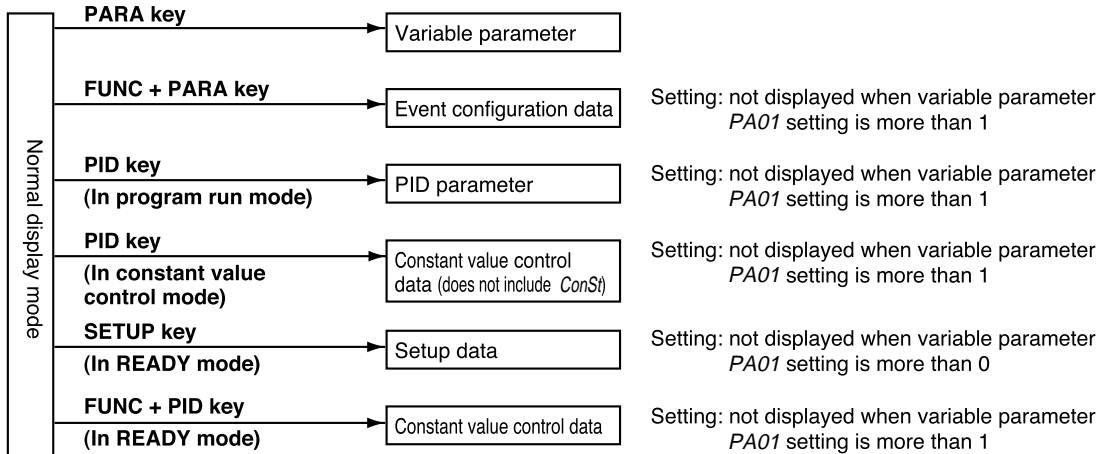 Normal display mode
PARA key
Variable parameter
FUNC + PARA key
Event configuration data
Setting: not displayed when variable parameter
PA01 setting is more than 1
PID key
(In program run mode)
PID parameter
Setting: not displayed when variable parameter
PA01 setting is more than 1
PID key
(In constant value
control mode)
Constant value control
data (does not include ConSt)
Setting: not displayed when variable parameter
PA01 setting is more than 1
SETUP key
(In READY mode)
Setup data
Setting: not displayed when variable parameter
PA01 setting is more than 0
FUNC + PID key
(In READY mode)
Constant value control data
Setting: not displayed when variable parameter
PA01 setting is more than 1